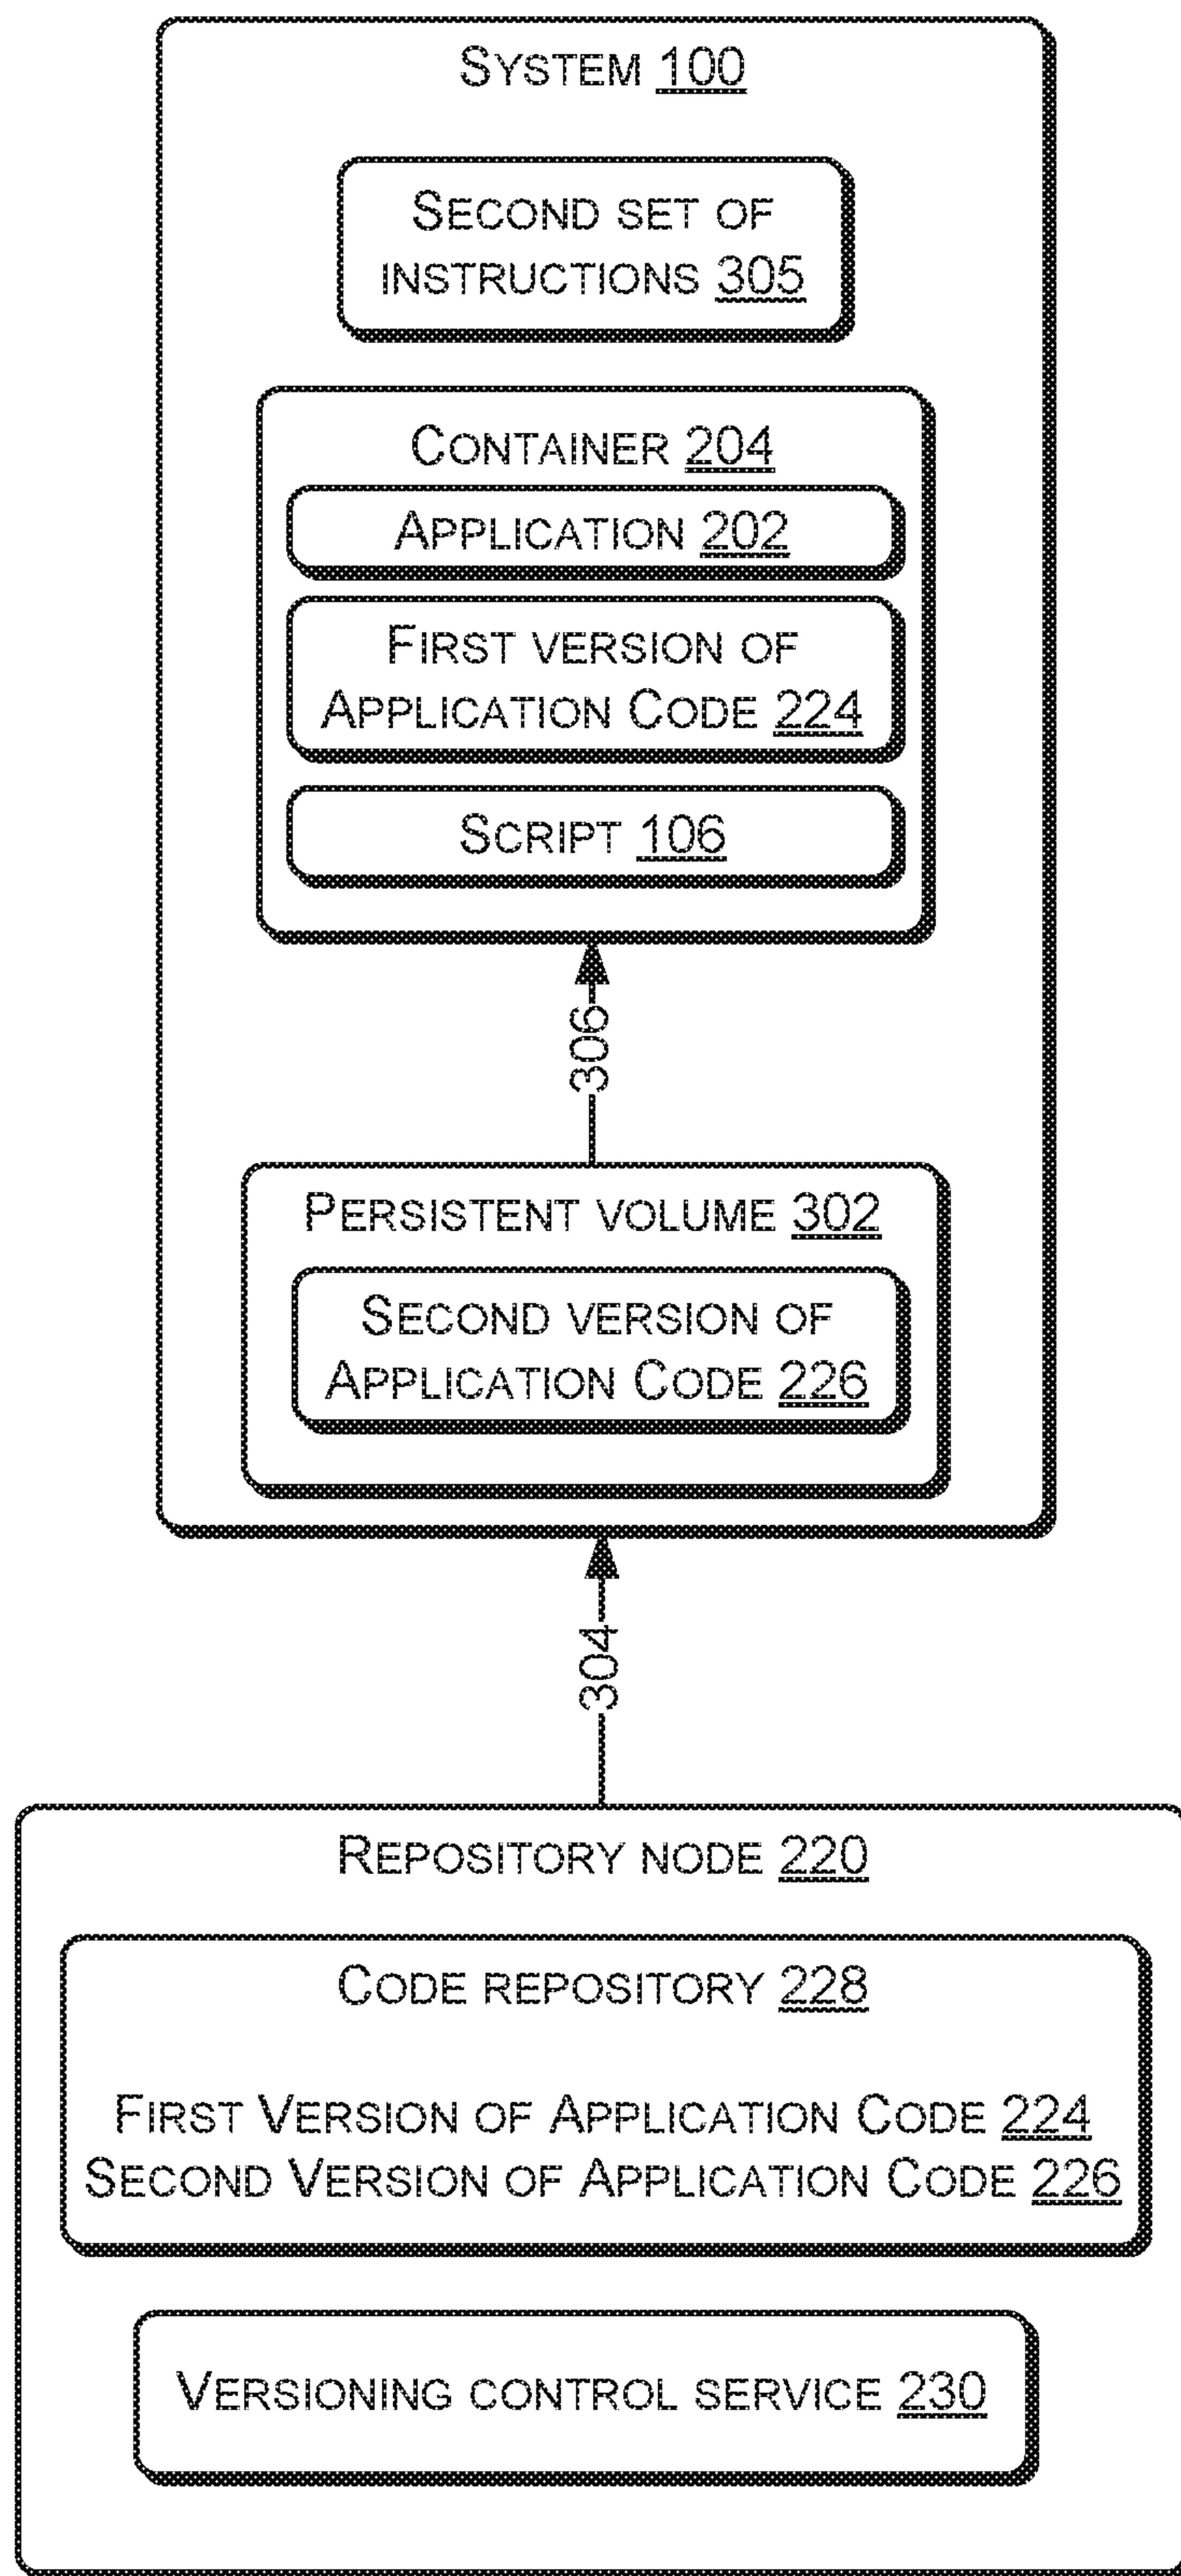 SYSTEM 100
SECOND SET OF
INSTRUCTIONS 305
CONTAINER 204
APPLICATION 202
FIRST VERSION OF
APPLICATION CODE 224
SCRIPT 106
306
PERSISTENT VOLUME 302
SECOND VERSION OF
APPLICATION CODE 226
304
REPOSITORY NODE 220
CODE REPOSITORY 228
FIRST VERSION OF APPLICATION CODE 224
SECOND VERSION OF APPLICATION CODE 226
VERSIONING CONTROL SERVICE 230